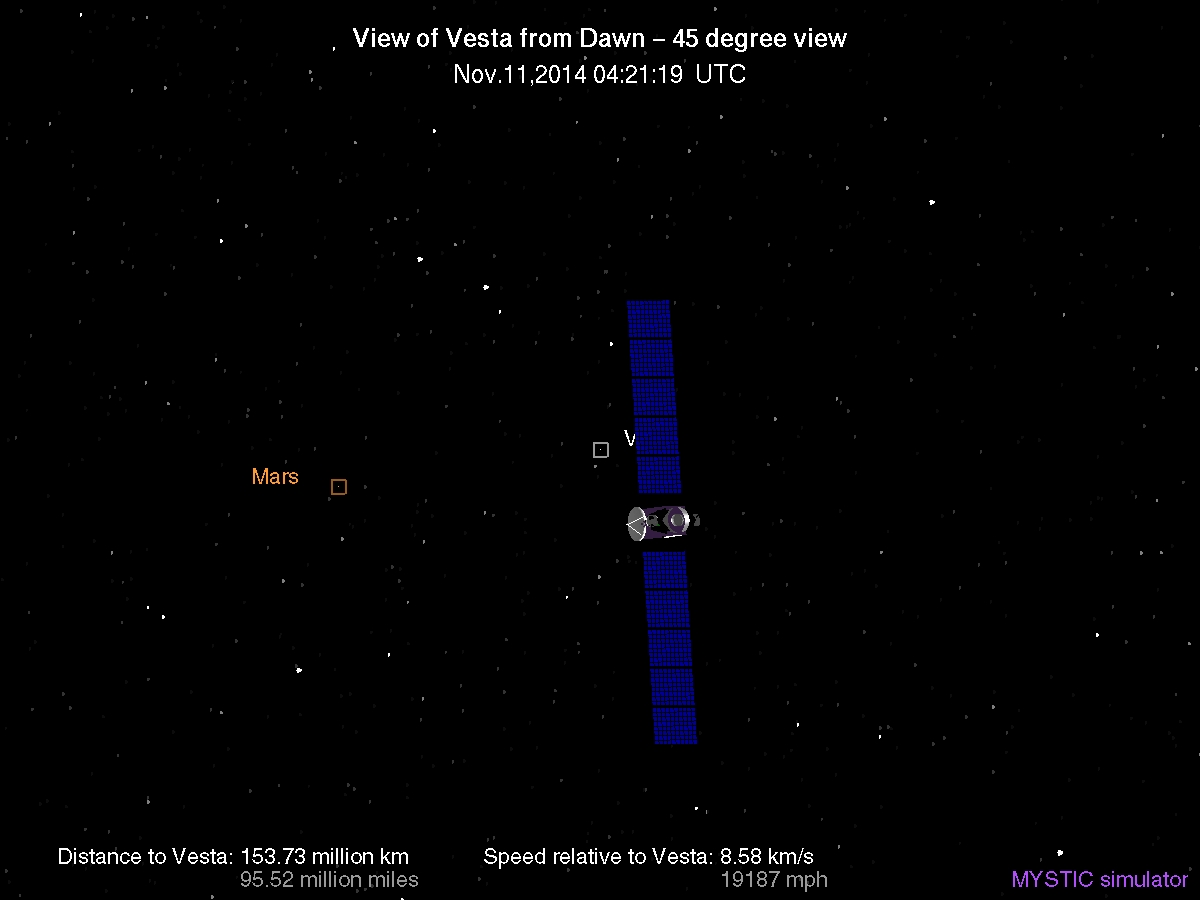 View of Vesta from Dawn – 45 degree view
Nov.11,2014 04:21:19 UTC
V
Mars
Distance to Vesta: 153.73 million km
95.52 million miles
Speed relative to Vesta: 8.58 km/s
19187 mph
MYSTIC simulator